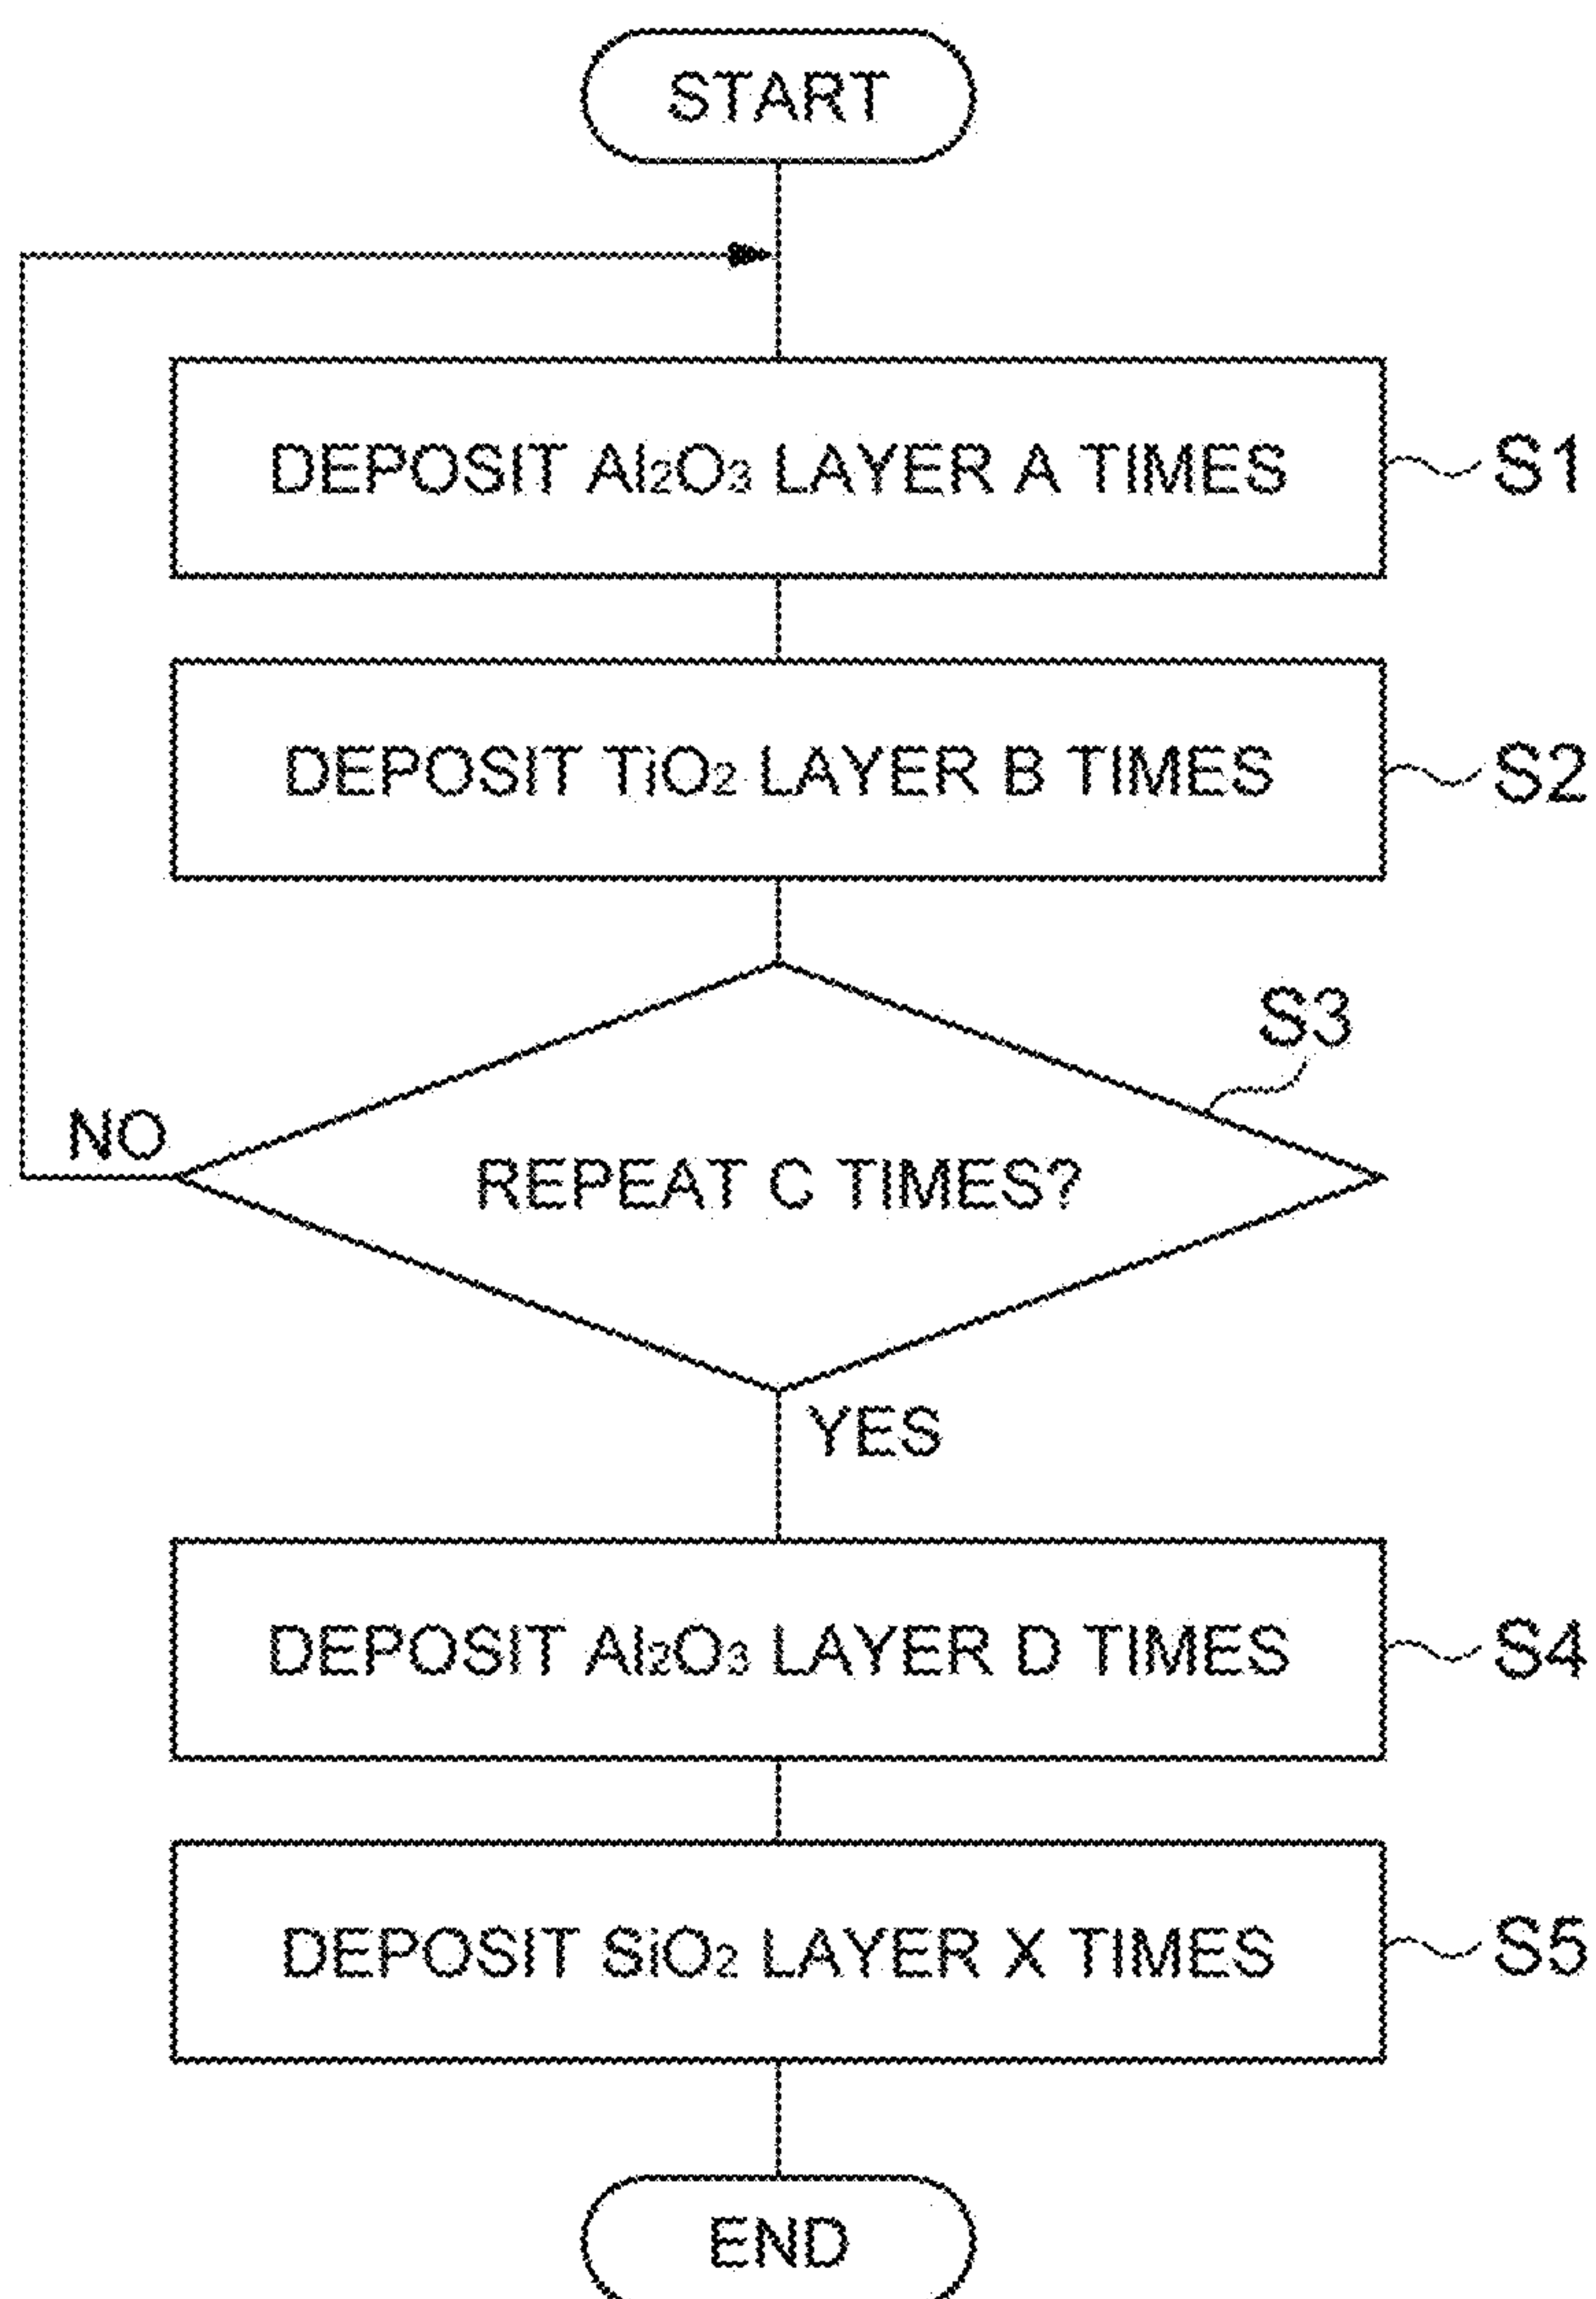 START
DEPOSIT Al₂O₃ LAYER A TIMES
S1
DEPOSIT TiO₂ LAYER B TIMES
S2
S3
NO
REPEAT C TIMES?
YES
DEPOSIT Al₂O₃ LAYER D TIMES
S4
DEPOSIT SiO₂ LAYER X TIMES
S5
END